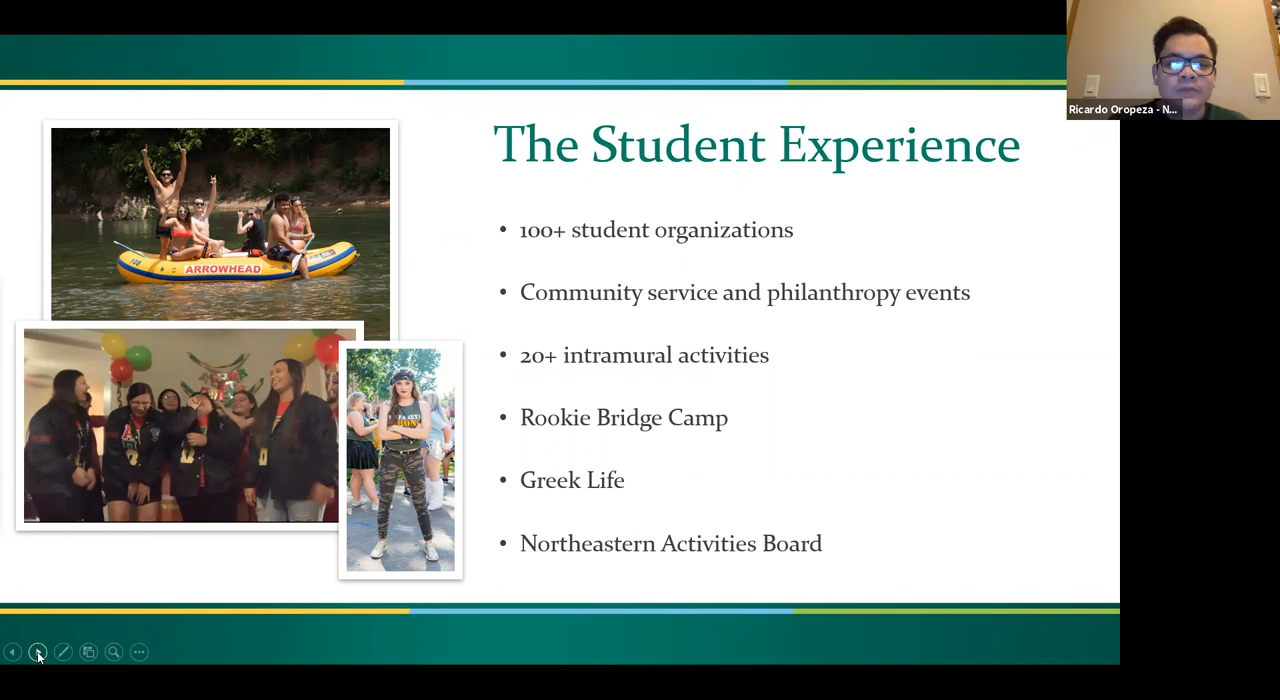 Ricardo Oropeza - N...
The Student Experience
• 100+ student organizations
• Community service and philanthropy events
• 20+ intramural activities
• Rookie Bridge Camp
• Greek Life
• Northeastern Activities Board
108
ARROWHEAD